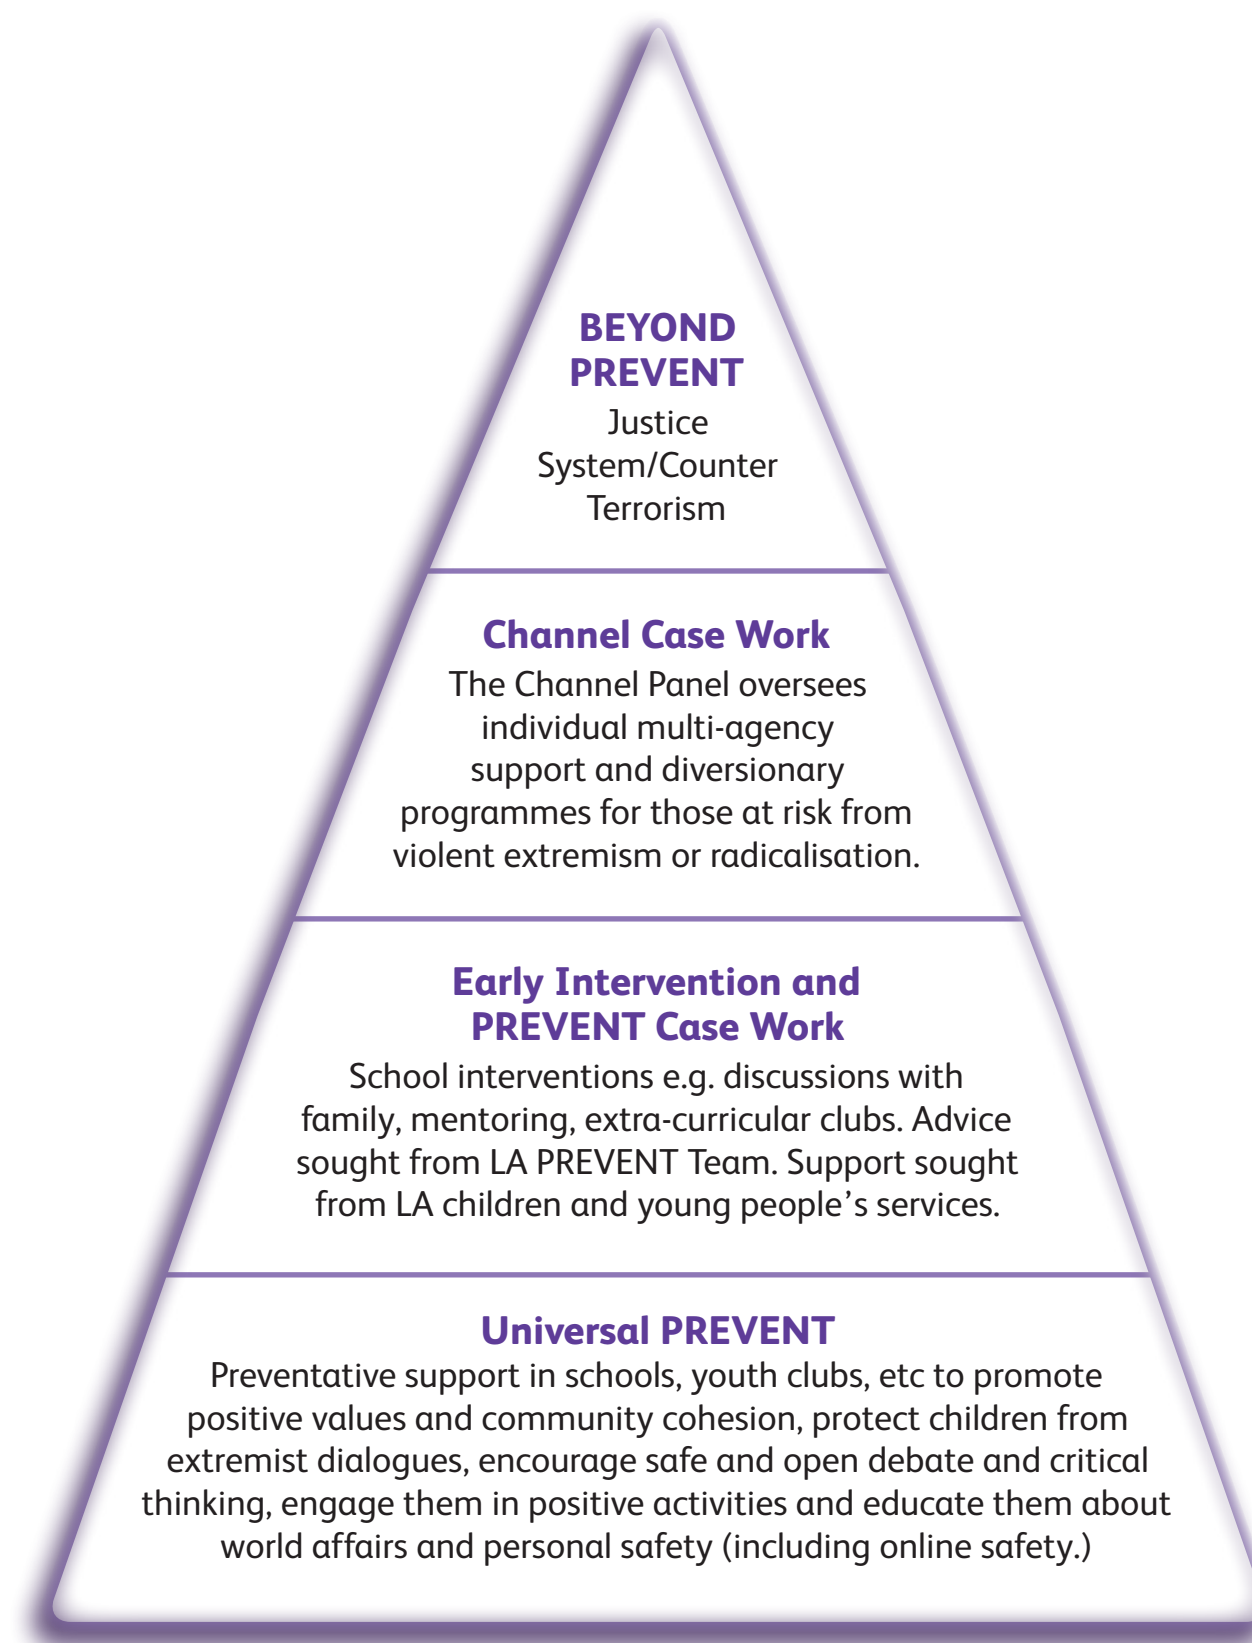 BEYOND
PREVENT
Justice
System/Counter
Terrorism
Channel Case Work
The Channel Panel oversees
individual multi-agency
support and diversionary
programmes for those at risk from
violent extremism or radicalisation.
Early Intervention and
PREVENT Case Work
School interventions e.g. discussions with
family, mentoring, extra-curricular clubs. Advice
sought from LA PREVENT Team. Support sought
from LA children and young people’s services.
Universal PREVENT
Preventative support in schools, youth clubs, etc to promote
positive values and community cohesion, protect children from
extremist dialogues, encourage safe and open debate and critical
thinking, engage them in positive activities and educate them about
world affairs and personal safety (including online safety.)